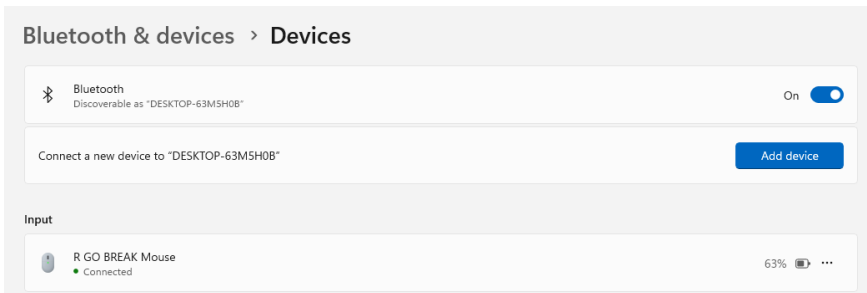 Bluetooth & devices > Devices
Bluetooth
Discoverable as "DESKTOP-63M5H0B"
On
Connect a new device to "DESKTOP-63M5H0B"
Add device
Input
R GO BREAK Mouse
Connected
63%